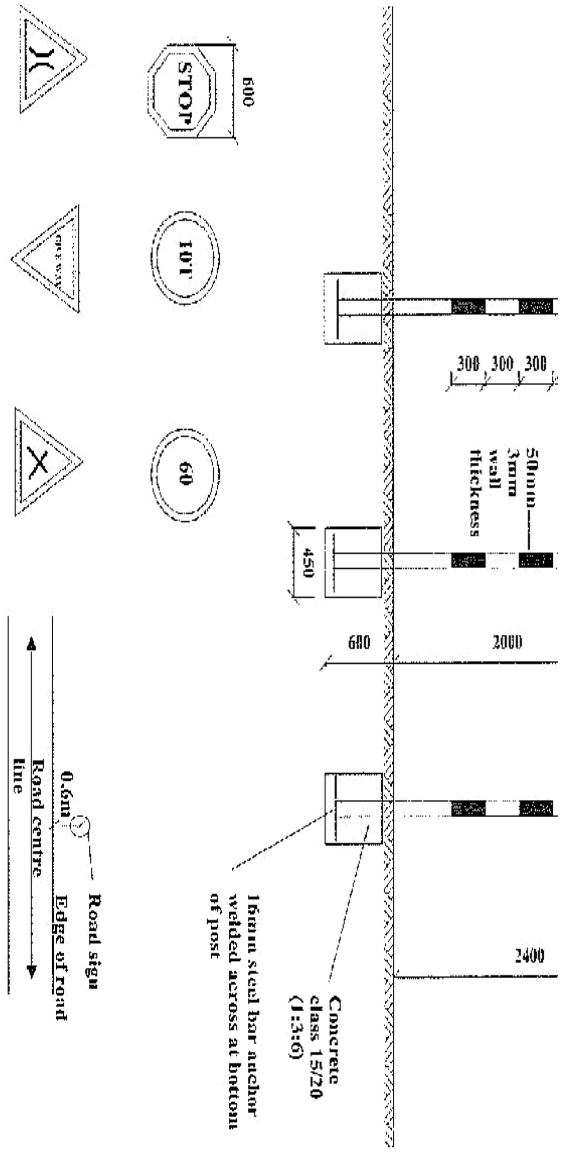 2000
2400
50mm
3mm
wall
thickness
300
300
300
600
450
Concrete
class 15/20
(1:3:6)
16mm steel bar anchor
welded across at bottom
of post
600
STOP
10T
60
GIVE WAY
Road sign
0.6m
Edge of road
Road centre
line